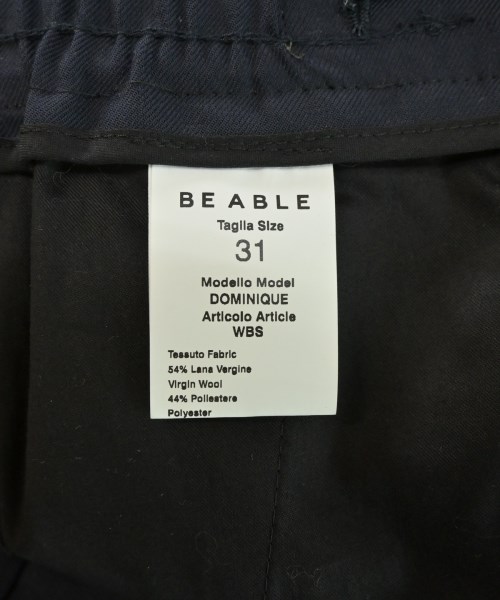 BE ABLE
Taglia Size
31
Modello Model
DOMINIQUE
Articolo Article
WBS
Tessuto Fabric
54% Lana Vergine
Virgin Wool
44% Poliestere
Polyester